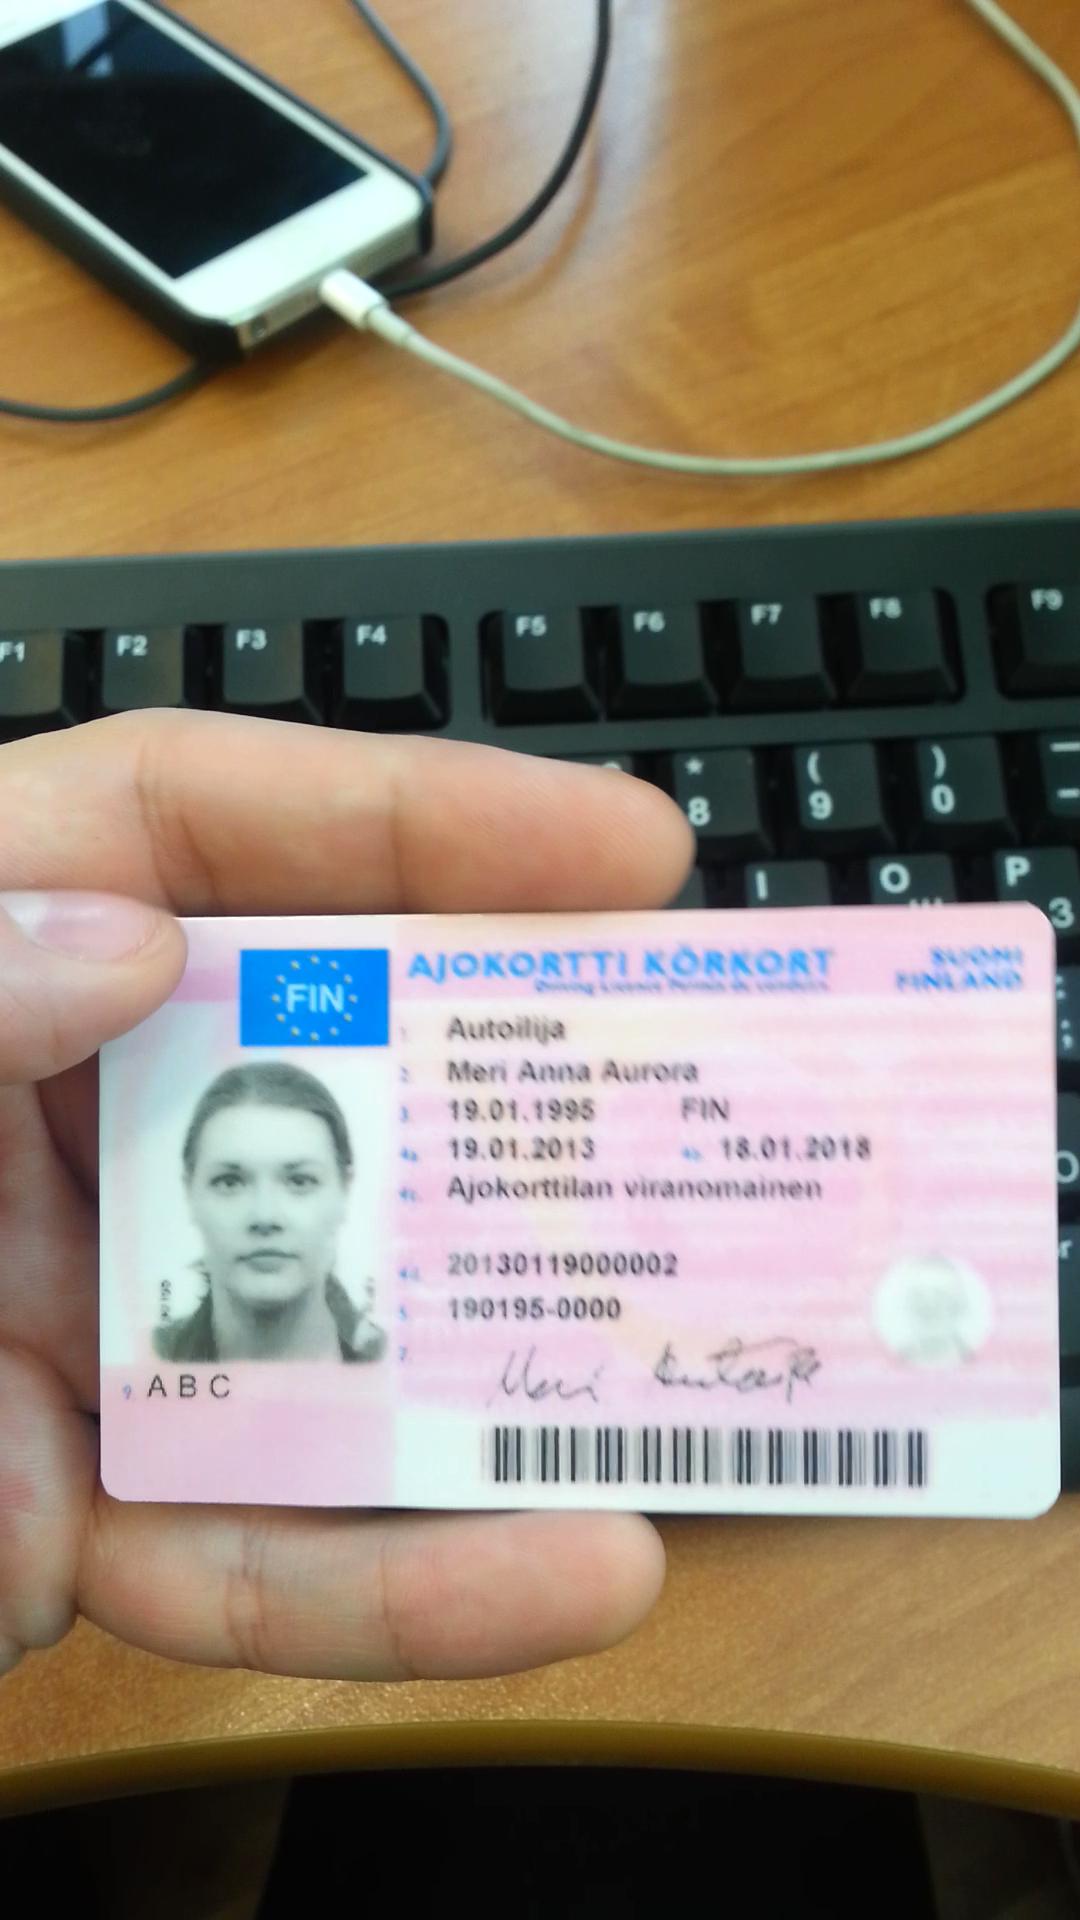 F1 F2 F3 F4 F5 F6 F7 F8 F9
* ( )
8 9 0
I O P
3
FIN
AJOKORTTI KÖRKORT
SUOMI
FINLAND
Driving Licence Permis de conduire
1. Autoilija
2. Meri Anna Aurora
3. 19.01.1995 FIN
4a. 19.01.2013 4b. 18.01.2018
4c. Ajokorttilan viranomainen
4d. 20130119000002
5. 190195-0000
7. Meri Autoilija
9. A B C